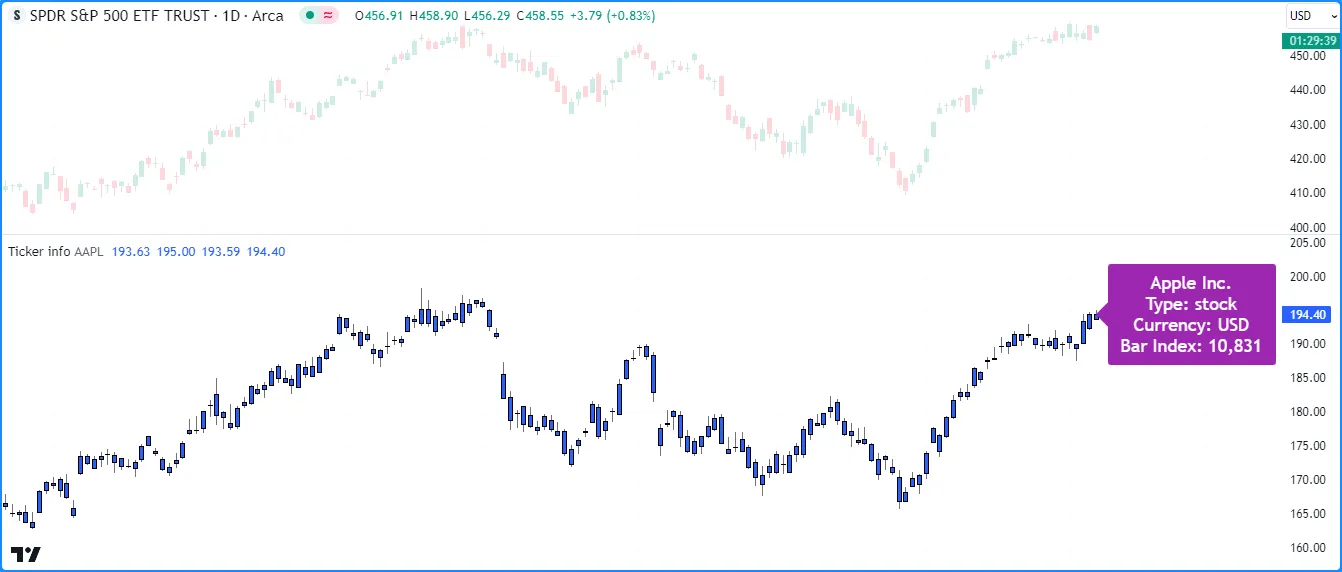 S SPDR S&P 500 ETF TRUST · 1D · Arca ≈ O456.91 H458.90 L456.29 C458.55 +3.79 (+0.83%)
USD
01:29:39
450.00
440.00
430.00
420.00
410.00
400.00
Ticker info AAPL 193.63 195.00 193.59 194.40
205.00
200.00
194.40
190.00
185.00
180.00
175.00
170.00
165.00
160.00
Apple Inc.
Type: stock
Currency: USD
Bar Index: 10,831